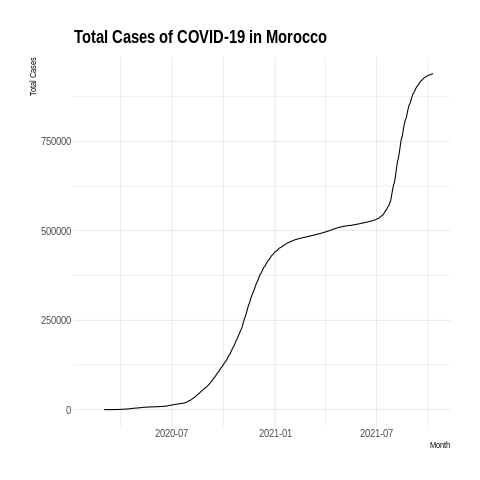 Total Cases of COVID-19 in Morocco
Total Cases
750000
500000
250000
0
2020-07
2021-01
2021-07
Month